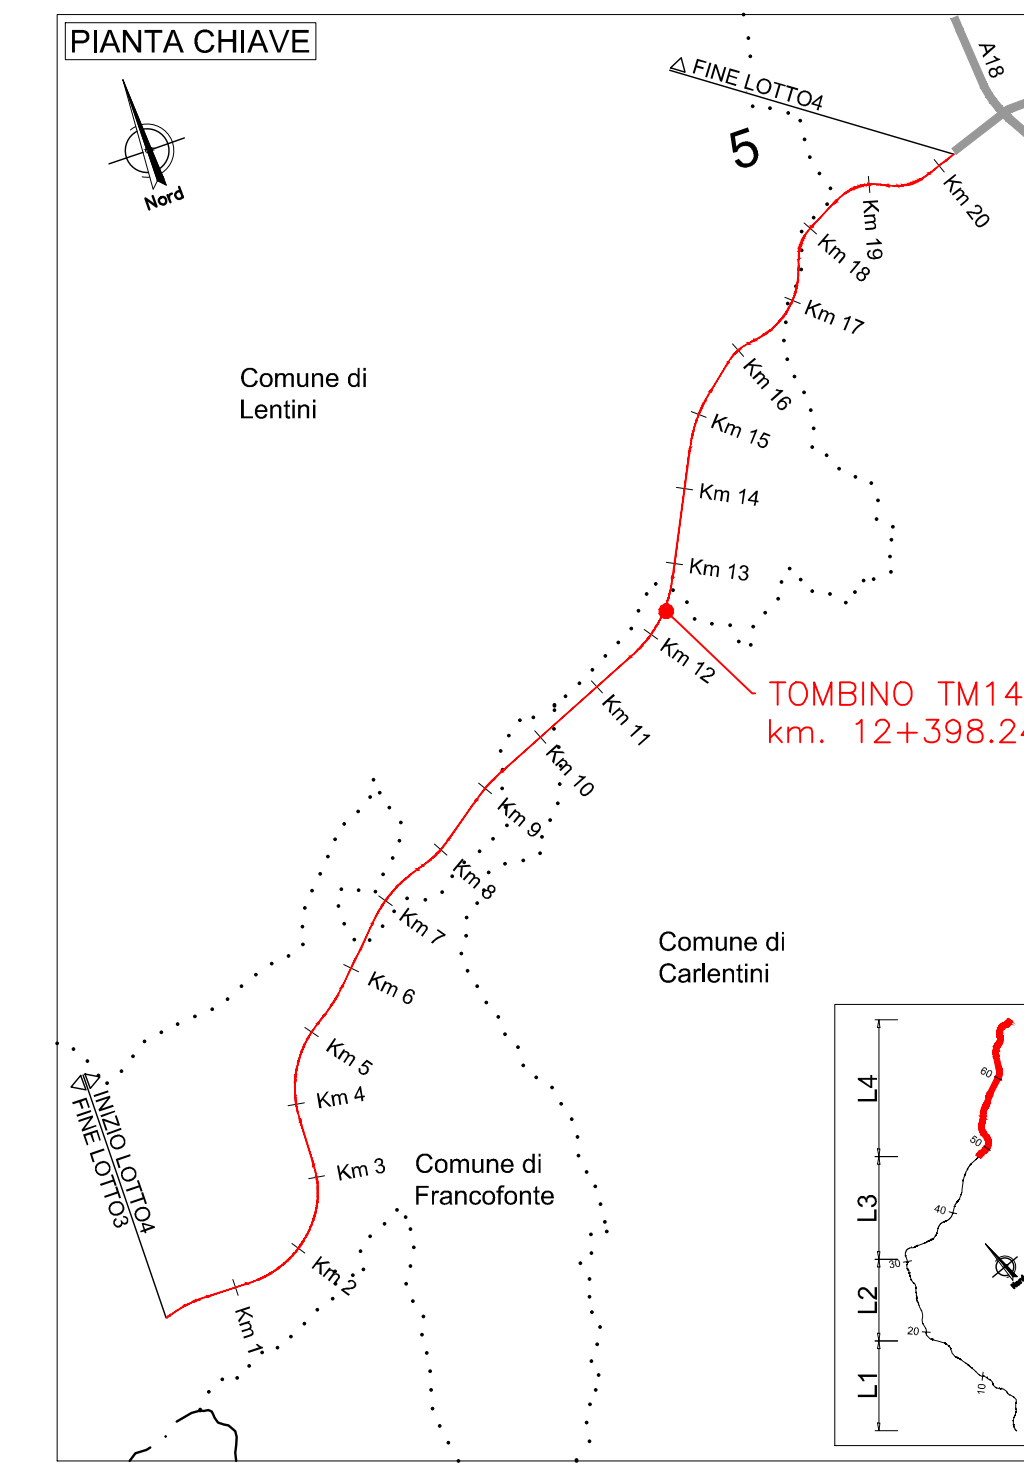 PIANTA CHIAVE
Nord
FINE LOTTO4
A18
5
Km 20
Km 19
Km 18
Km 17
Km 16
Km 15
Km 14
Km 13
Km 12
Km 11
Km 10
Km 9
Km 8
Km 7
Km 6
Km 5
Km 4
Km 3
Km 2
Km 1
Comune di
Lentini
TOMBINO TM14
km. 12+398.24
Comune di
Carlentini
Comune di
Francofonte
INIZIO LOTTO4
FINE LOTTO3
L4
L3
L2
L1
60
50
40
30
20
10